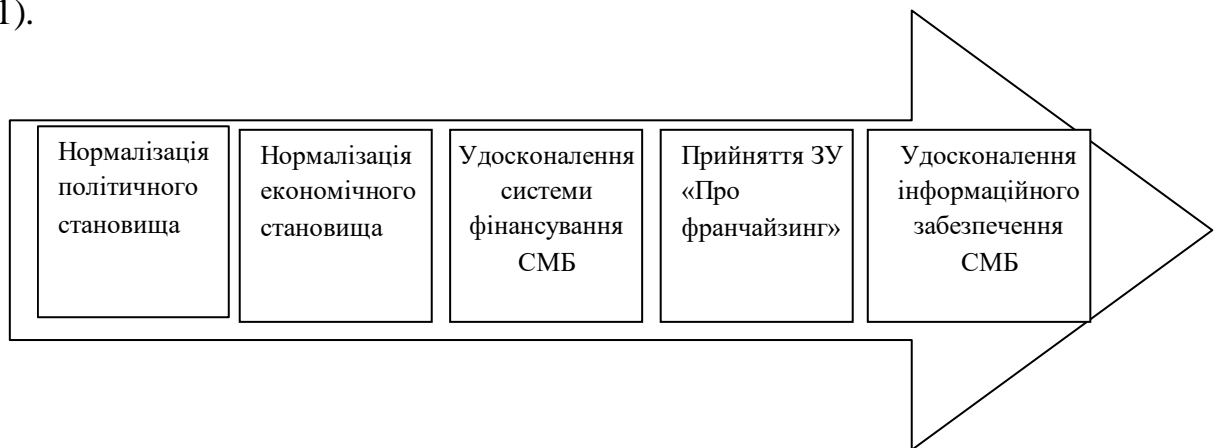 1).
Нормалізація
політичного
становища
Нормалізація
економічного
становища
Удосконалення
системи
фінансування
СМБ
Прийняття ЗУ
«Про
франчайзинг»
Удосконалення
інформаційного
забезпечення
СМБ